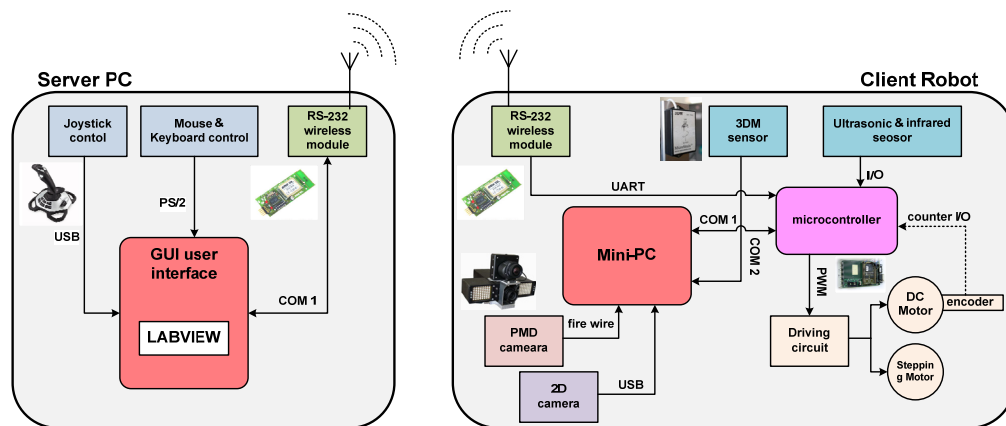 Server PC
Joystick
contol
Mouse &
Keyboard control
RS-232
wireless
module
USB
PS/2
COM 1
GUI user
interface
LABVIEW
Client Robot
RS-232
wireless
module
3DM
sensor
Ultrasonic & infrared
seosor
UART
I/O
COM 1
COM 2
microcontroller
counter I/O
Mini-PC
PWM
fire wire
USB
PMD
cameara
2D
camera
Driving
circuit
DC
Motor
encoder
Steppin
g Motor